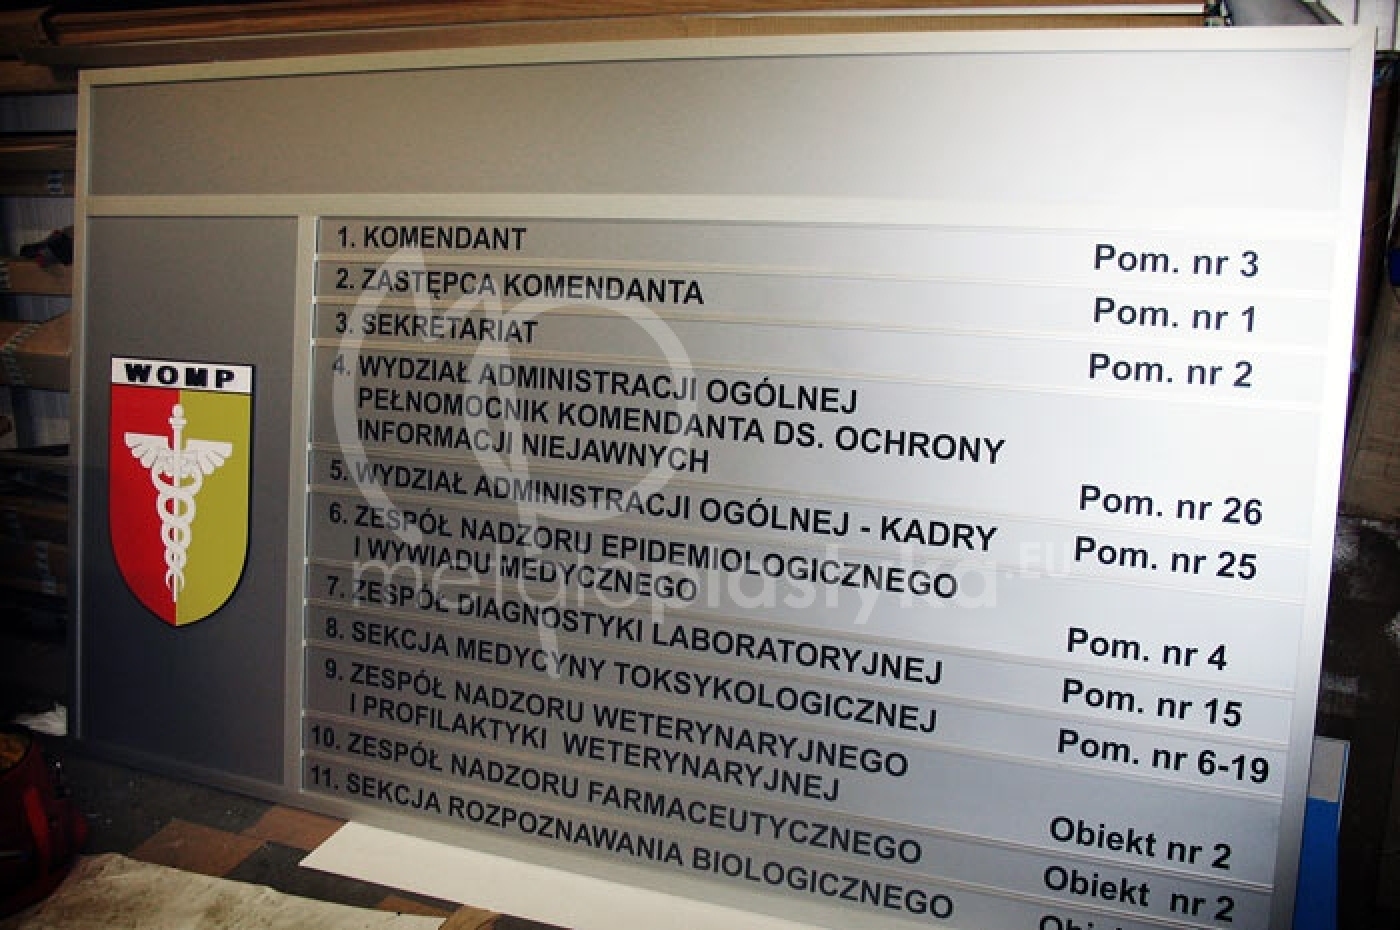 WOMP
1. KOMENDANT Pom. nr 3
2. ZASTĘPCA KOMENDANTA Pom. nr 1
3. SEKRETARIAT Pom. nr 2
4. WYDZIAŁ ADMINISTRACJI OGÓLNEJ
PEŁNOMOCNIK KOMENDANTA DS. OCHRONY
INFORMACJI NIEJAWNYCH Pom. nr 26
5. WYDZIAŁ ADMINISTRACJI OGÓLNEJ - KADRY Pom. nr 25
6. ZESPÓŁ NADZORU EPIDEMIOLOGICZNEGO
I WYWIADU MEDYCZNEGO Pom. nr 4
7. ZESPÓŁ DIAGNOSTYKI LABORATORYJNEJ Pom. nr 15
8. SEKCJA MEDYCYNY TOKSYKOLOGICZNEJ Pom. nr 6-19
9. ZESPÓŁ NADZORU WETERYNARYJNEGO
I PROFILAKTYKI WETERYNARYJNEJ Obiekt nr 2
10. ZESPÓŁ NADZORU FARMACEUTYCZNEGO Obiekt nr 2
11. SEKCJA ROZPOZNAWANIA BIOLOGICZNEGO
metaloplastyka.EU